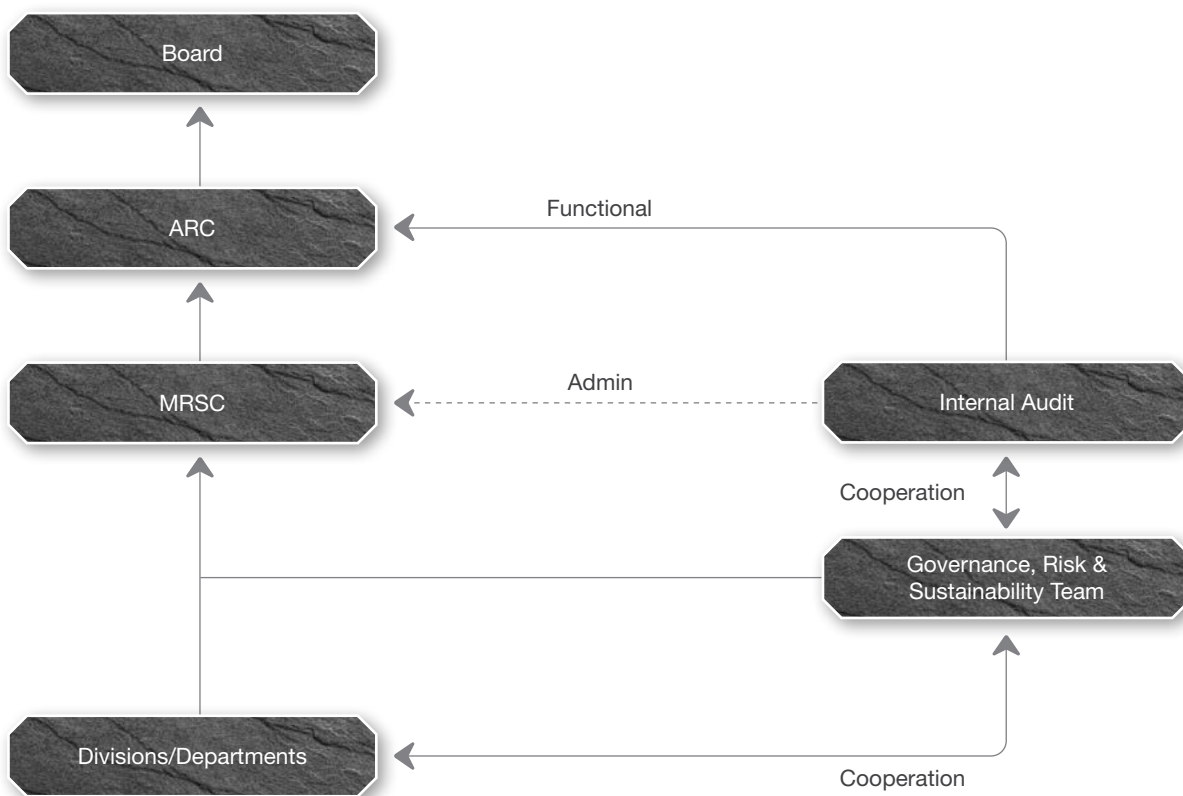 Board
ARC
Functional
MRSC
Admin
Internal Audit
Cooperation
Governance, Risk &
Sustainability Team
Divisions/Departments
Cooperation